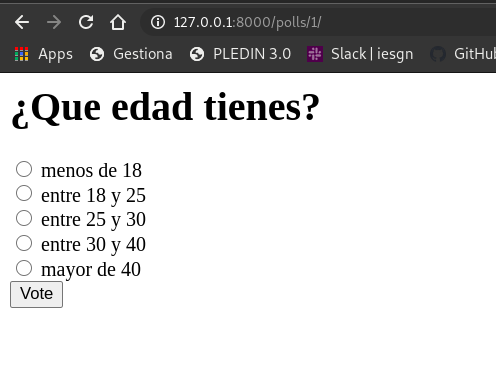 127.0.0.1:8000/polls/1/
Apps Gestiona PLEDIN 3.0 Slack | iesgn GitHub
¿Que edad tienes?
menos de 18
entre 18 y 25
entre 25 y 30
entre 30 y 40
mayor de 40
Vote